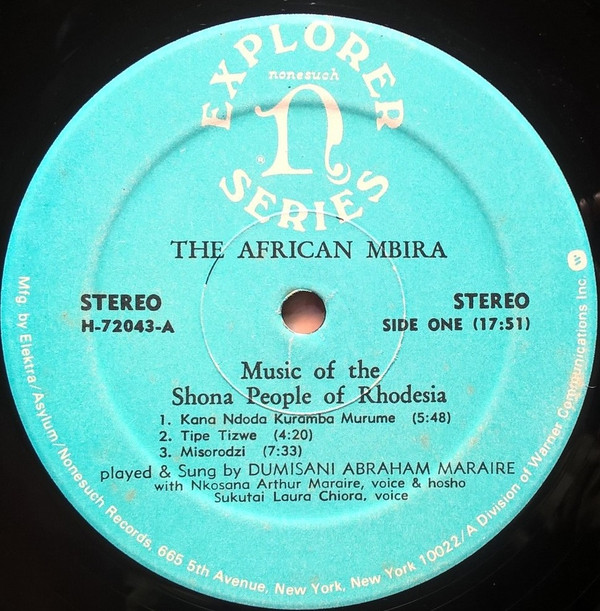 EXPLORER
nonesuch
n
®
SERIES
THE AFRICAN MBIRA
STEREO
H-72043-A
STEREO
SIDE ONE (17:51)
Music of the
Shona People of Rhodesia
1. Kana Ndoda Kuramba Murume (5:48)
2. Tipe Tizwe (4:20)
3. Misorodzi (7:33)
played & Sung by DUMISANI ABRAHAM MARAIRE
with Nkosana Arthur Maraire, voice & hosho
Sukutai Laura Chiora, voice
Mfg. by Elektra/Asylum/Nonesuch Records, 665 5th Avenue, New York, New York 10022/A Division of Warner Communications Inc